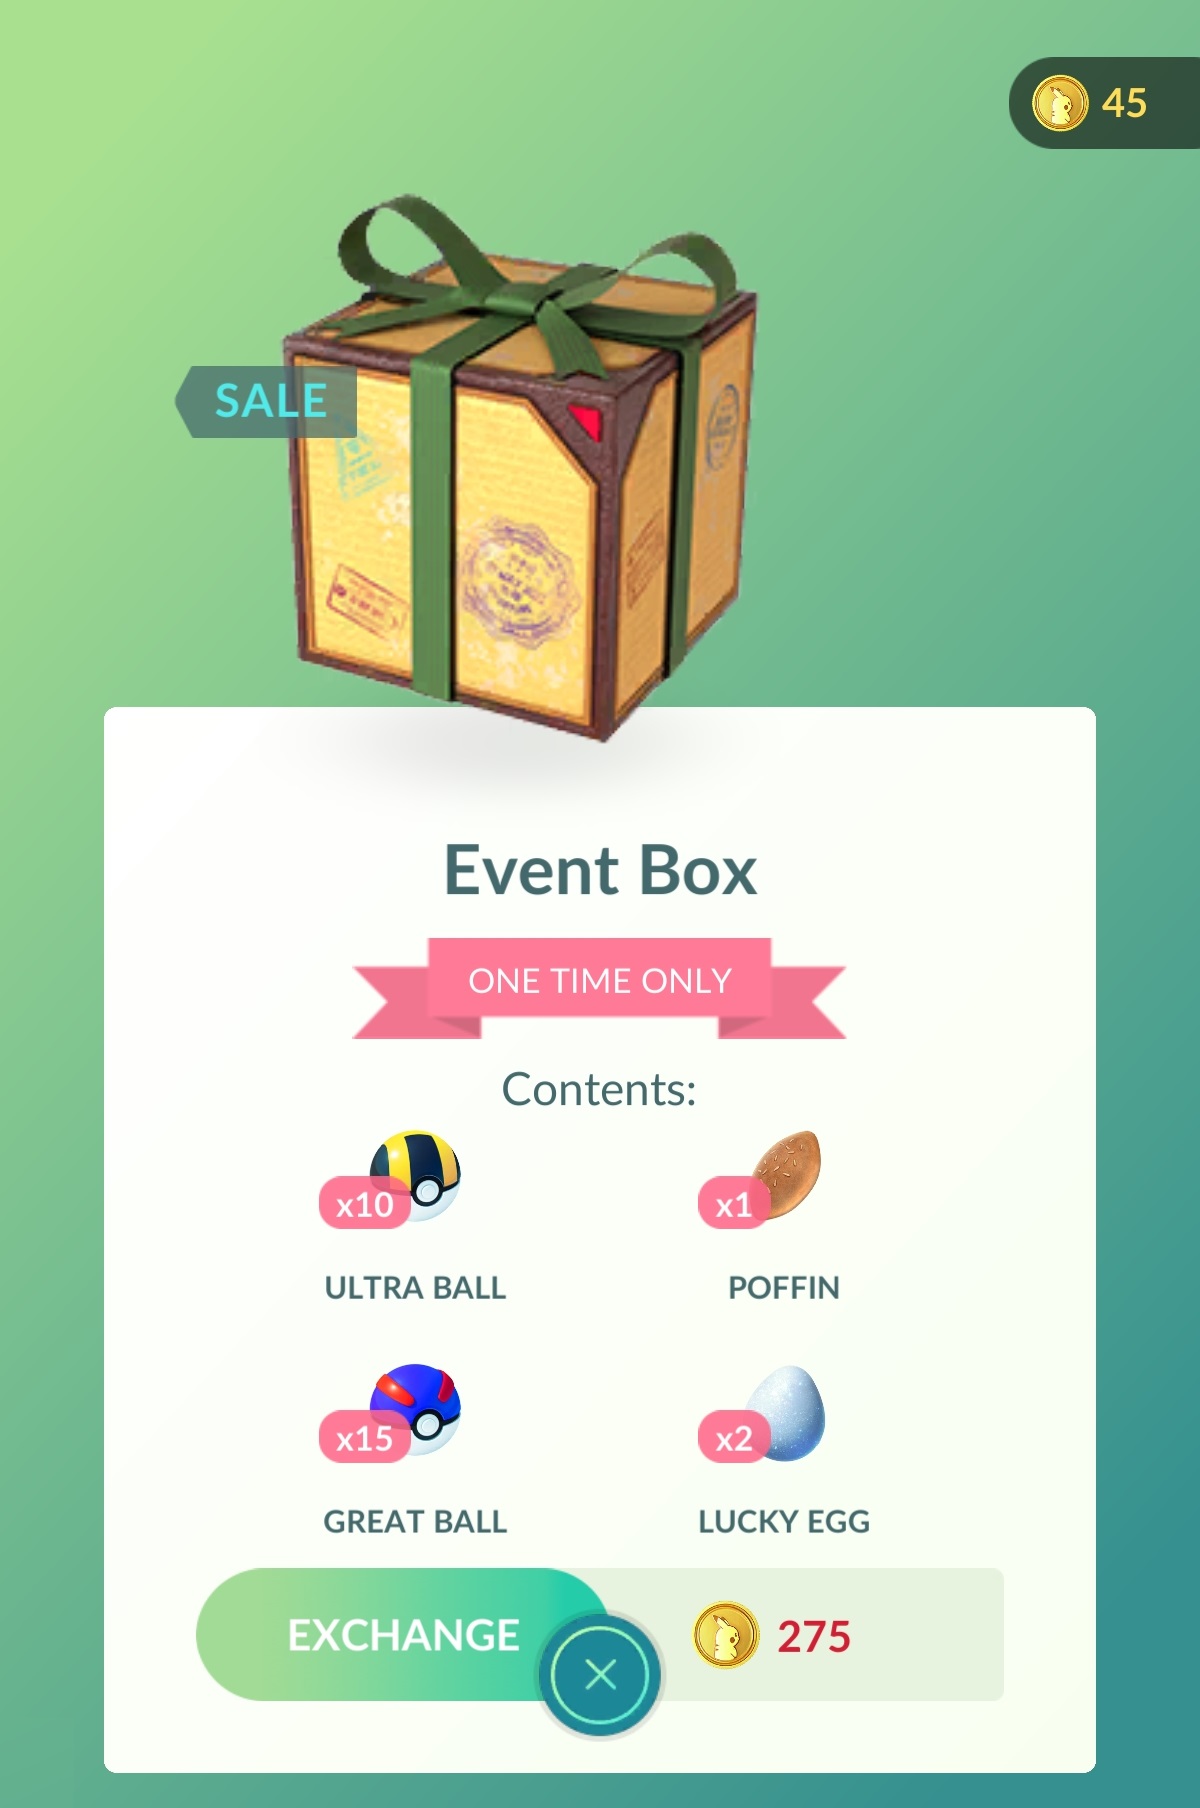 45
SALE
Event Box
ONE TIME ONLY
Contents:
x10
x1
ULTRA BALL
POFFIN
x15
x2
GREAT BALL
LUCKY EGG
EXCHANGE
275